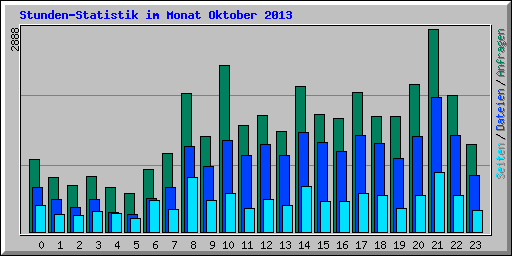 Stunden-Statistik im Monat Oktober 2013
2888
Seiten / Dateien / Anfragen
0 1 2 3 4 5 6 7 8 9 10 11 12 13 14 15 16 17 18 19 20 21 22 23